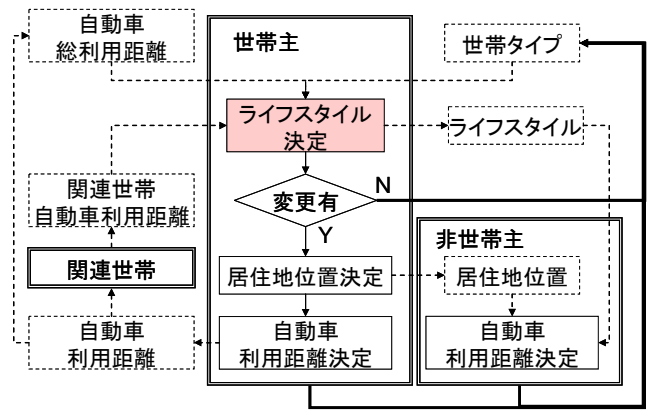 自動車
総利用距離
世帯主
世帯タイプ
ライフスタイル
決定
ライフスタイル
関連世帯
自動車利用距離
変更有
N
Y
関連世帯
非世帯主
居住地位置決定
居住地位置
自動車
利用距離
自動車
利用距離決定
自動車
利用距離決定